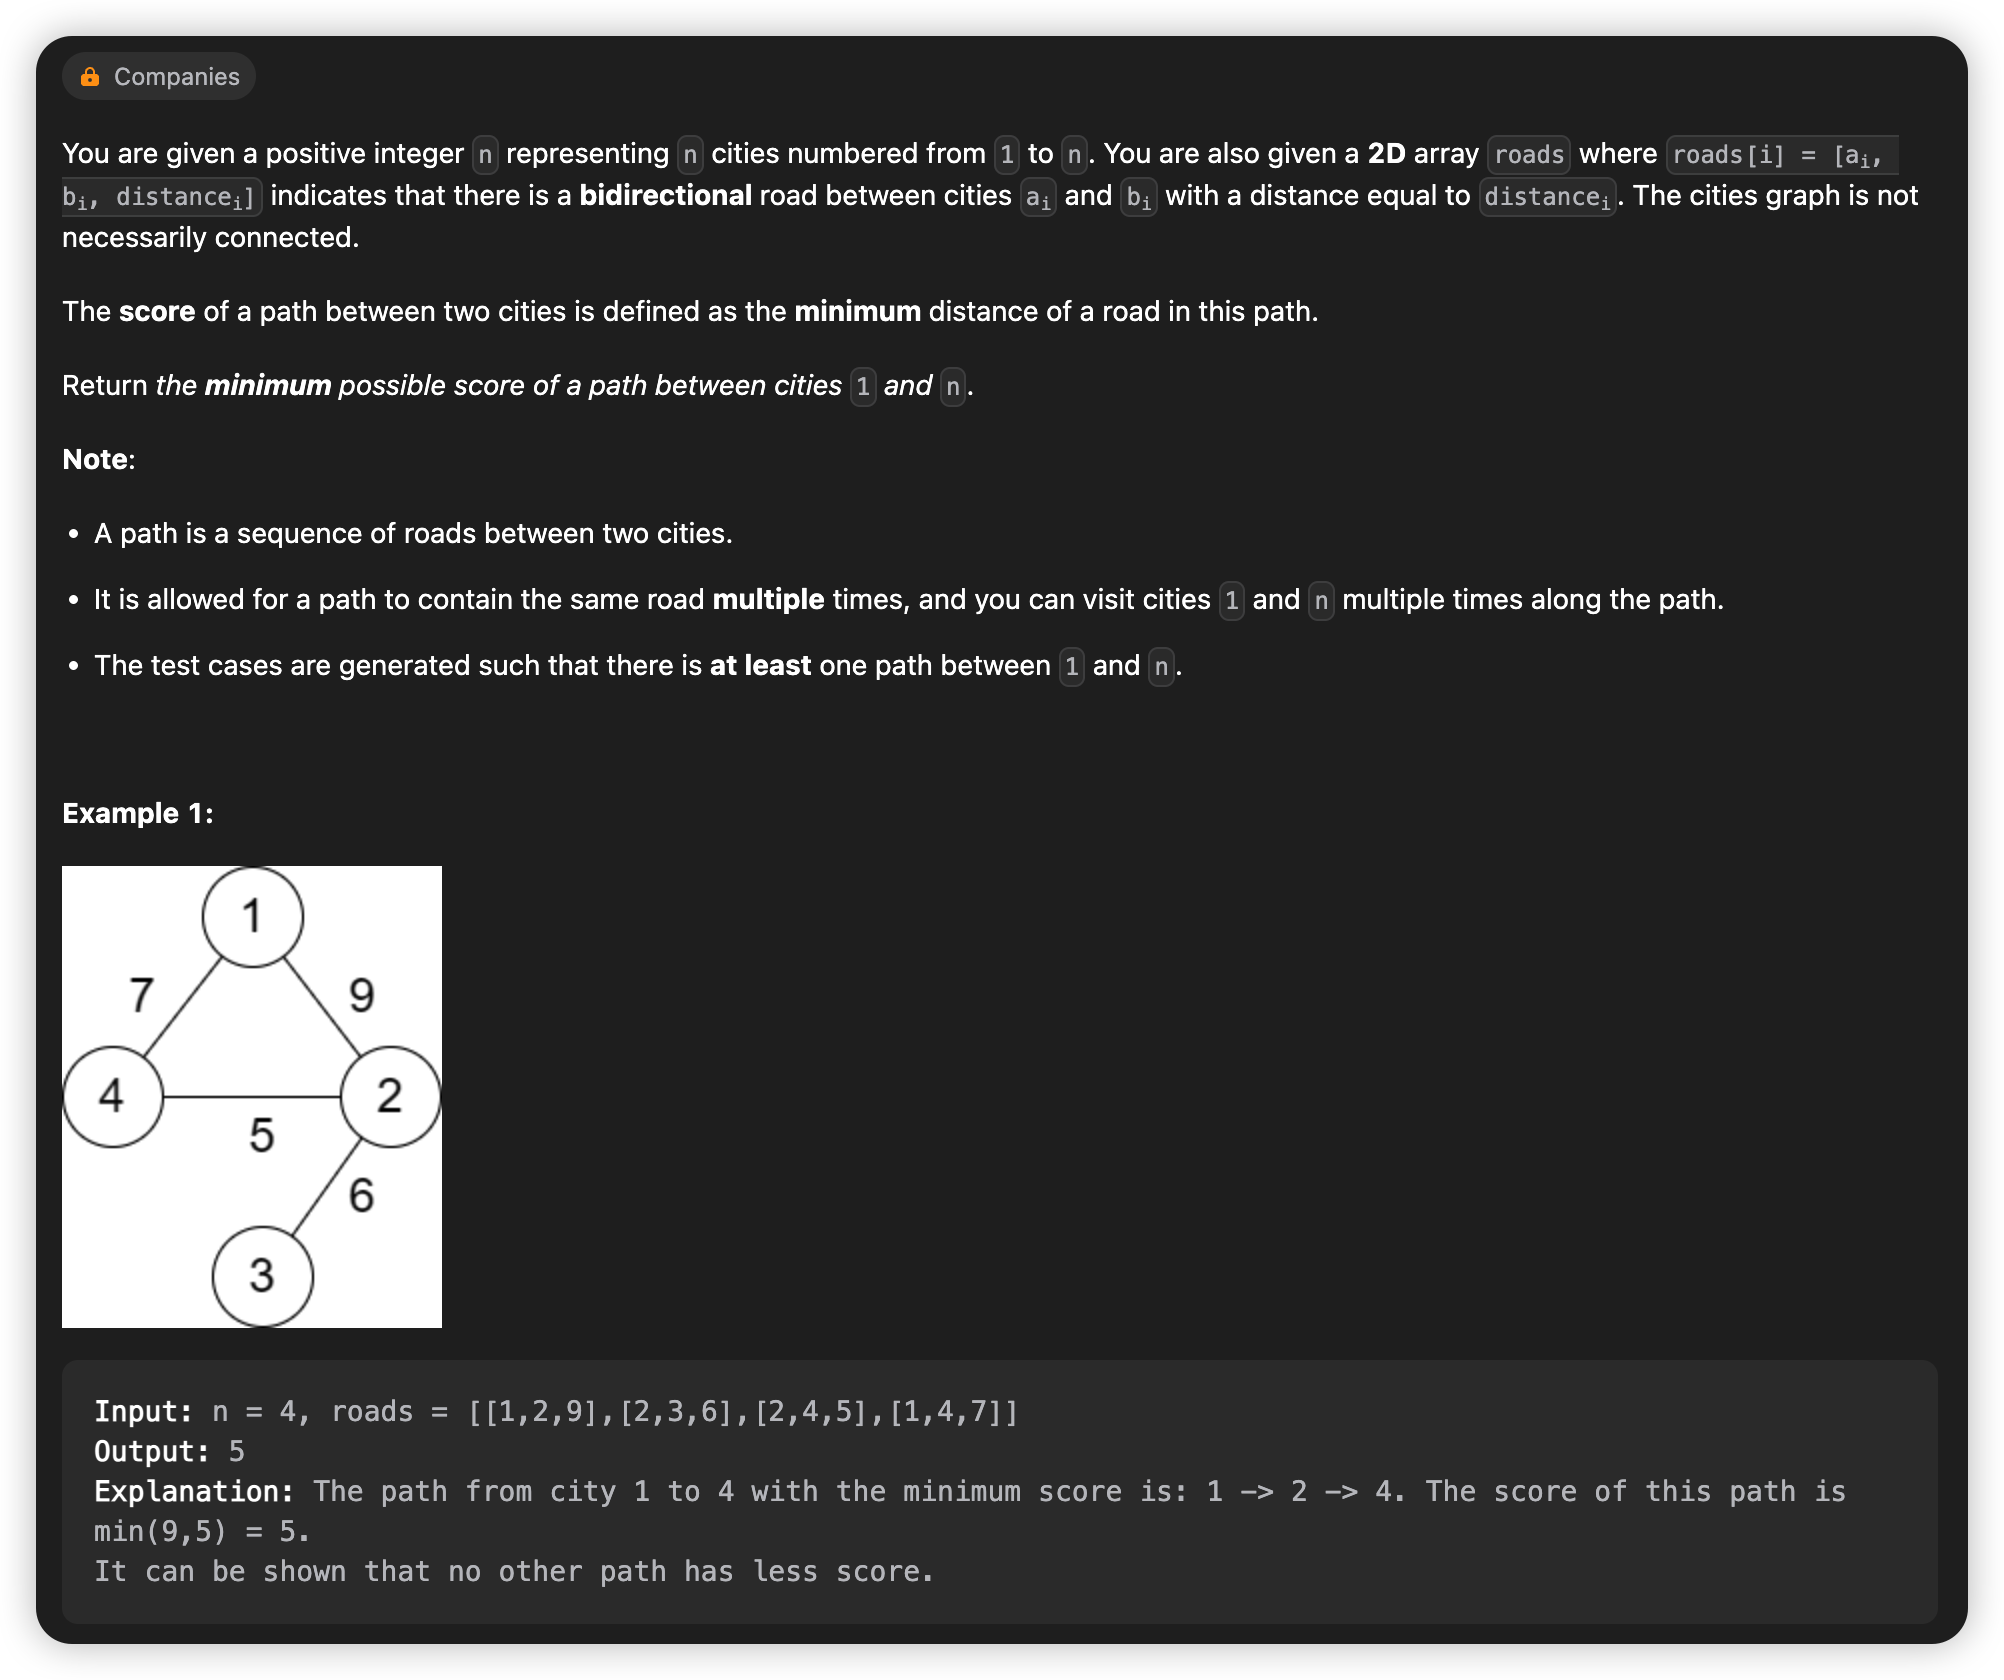 Companies
You are given a positive integer n representing n cities numbered from 1 to n. You are also given a 2D array roads where roads[i] = [ai,
bi, distancei] indicates that there is a bidirectional road between cities ai and bi with a distance equal to distancei. The cities graph is not
necessarily connected.
The score of a path between two cities is defined as the minimum distance of a road in this path.
Return the minimum possible score of a path between cities 1 and n.
Note:
• A path is a sequence of roads between two cities.
• It is allowed for a path to contain the same road multiple times, and you can visit cities 1 and n multiple times along the path.
• The test cases are generated such that there is at least one path between 1 and n.
Example 1:
1
7 9
4 2
5
6
3
Input: n = 4, roads = [[1,2,9],[2,3,6],[2,4,5],[1,4,7]]
Output: 5
Explanation: The path from city 1 to 4 with the minimum score is: 1 -> 2 -> 4. The score of this path is
min(9,5) = 5.
It can be shown that no other path has less score.